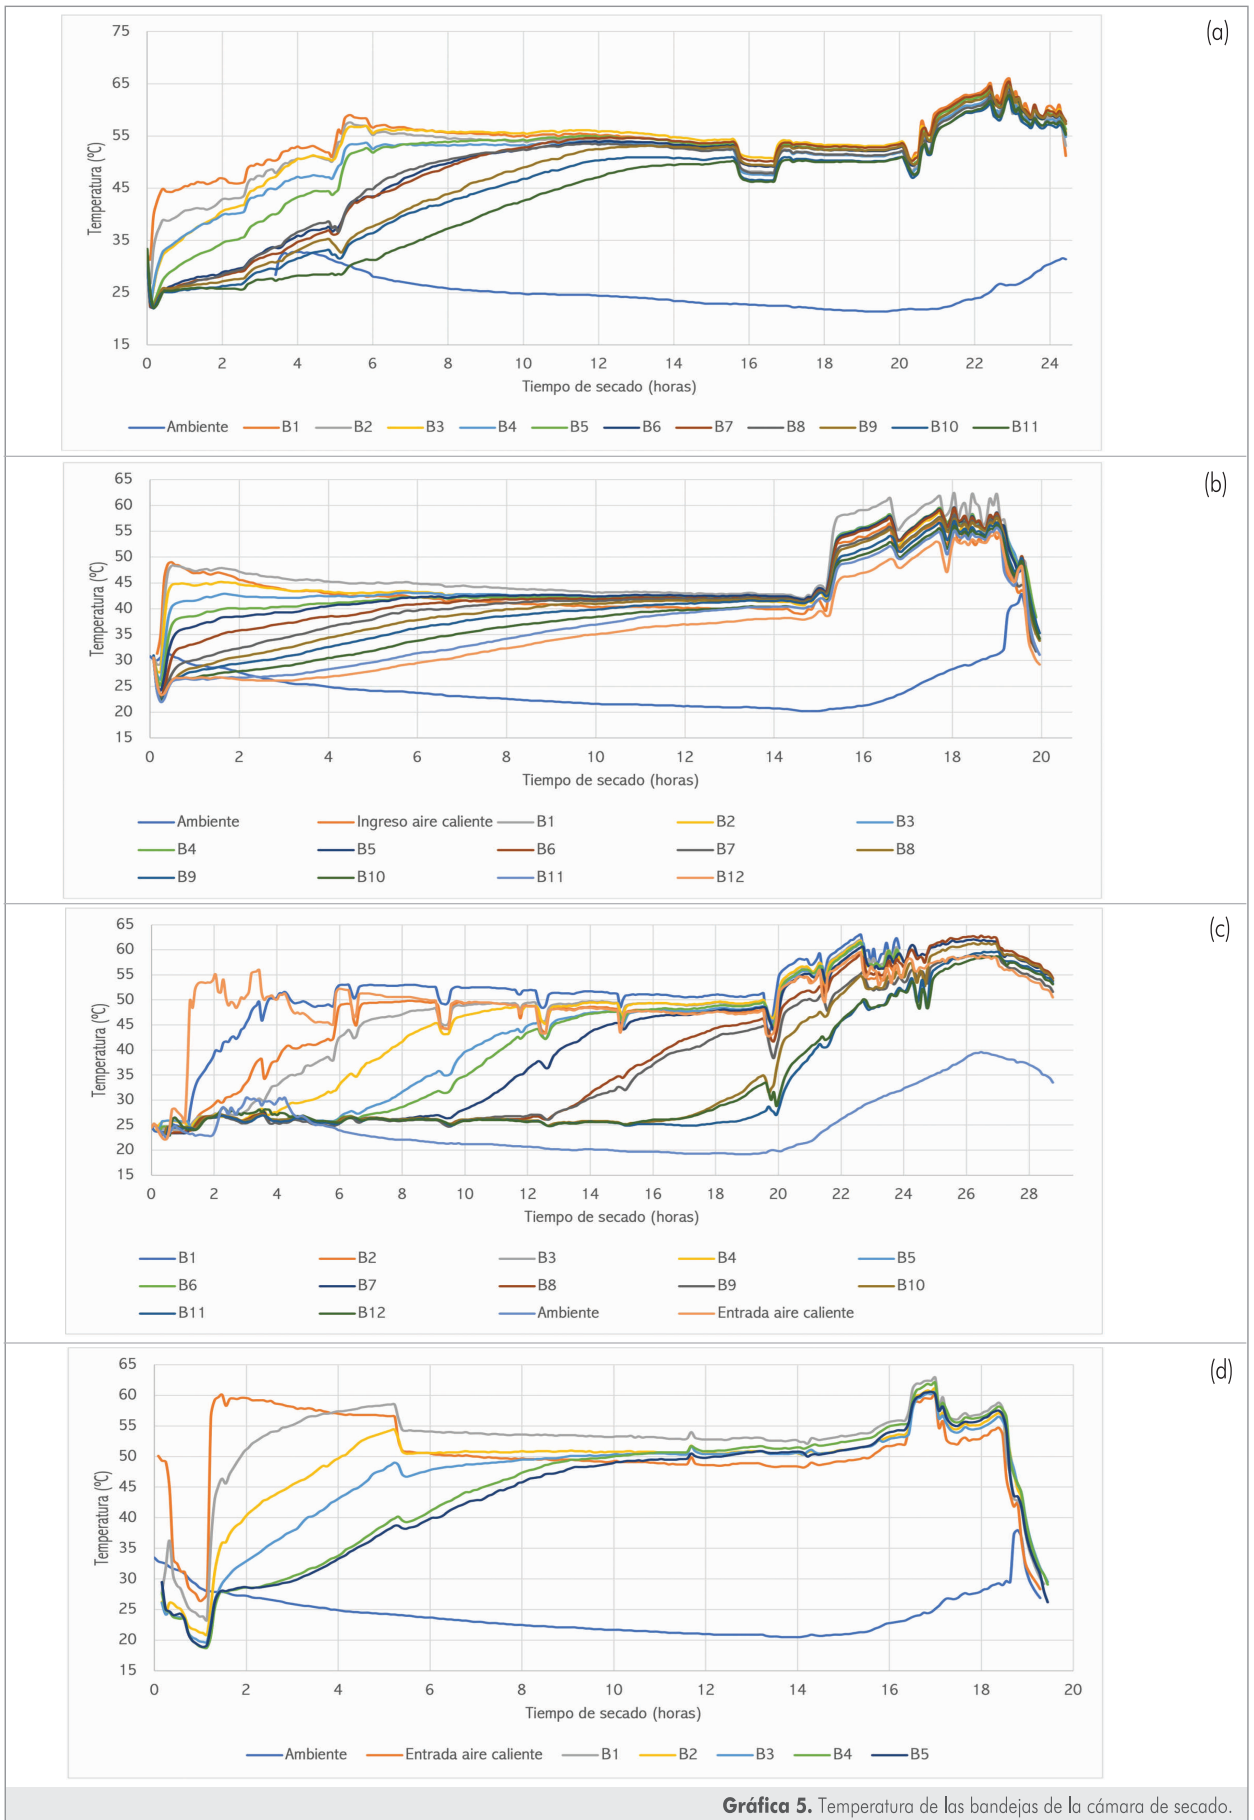 (a)
75
65
55
45
35
25
15
Temperatura (ºC)
0 2 4 6 8 10 12 14 16 18 20 22 24
Tiempo de secado (horas)
Ambiente B1 B2 B3 B4 B5 B6 B7 B8 B9 B10 B11
(b)
65
60
55
50
45
40
35
30
25
20
15
Temperatura (ºC)
0 2 4 6 8 10 12 14 16 18 20
Tiempo de secado (horas)
Ambiente Ingreso aire caliente B1 B2 B3
B4 B5 B6 B7 B8
B9 B10 B11 B12
(c)
65
60
55
50
45
40
35
30
25
20
15
Temperatura (ºC)
0 2 4 6 8 10 12 14 16 18 20 22 24 26 28
Tiempo de secado (horas)
B1 B2 B3 B4 B5
B6 B7 B8 B9 B10
B11 B12 Ambiente Entrada aire caliente
(d)
65
60
55
50
45
40
35
30
25
20
15
Temperatura (ºC)
0 2 4 6 8 10 12 14 16 18 20
Tiempo de secado (horas)
Ambiente Entrada aire caliente B1 B2 B3 B4 B5
Gráfica 5. Temperatura de las bandejas de la cámara de secado.